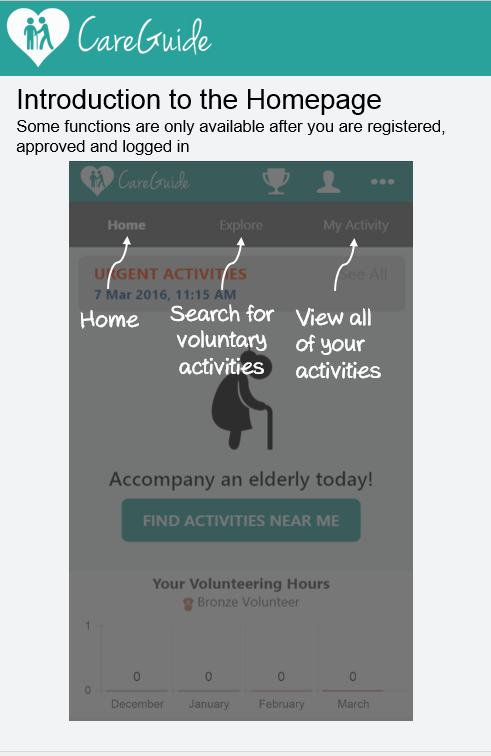 CareGuide
Introduction to the Homepage
Some functions are only available after you are registered,
approved and logged in
CareGuide
Home Explore My Activity
URGENT ACTIVITIES See All
7 Mar 2016, 11:15 AM
Home
Search for
voluntary
activities
View all
of your
activities
Accompany an elderly today!
FIND ACTIVITIES NEAR ME
Your Volunteering Hours
Bronze Volunteer
1
0 0 0 0
0
December January February March